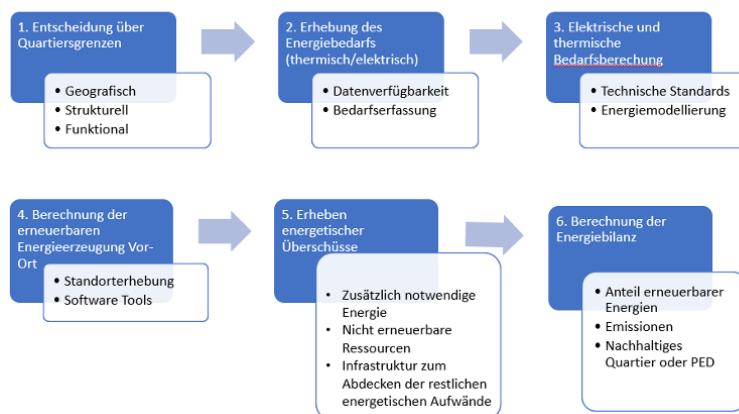 1. Entscheidung über
Quartiersgrenzen
• Geografisch
• Strukturell
• Funktional
2. Erhebung des
Energiebedarfs
(thermisch/elektrisch)
• Datenverfügbarkeit
• Bedarfserfassung
3. Elektrische und
thermische
Bedarfsberechung
• Technische Standards
• Energiemodellierung
4. Berechnung der
erneuerbaren
Energieerzeugung Vor-
Ort
• Standorterhebung
• Software Tools
5. Erheben
energetischer
Überschüsse
• Zusätzlich notwendige
Energie
• Nicht erneuerbare
Ressourcen
• Infrastruktur zum
Abdecken der restlichen
energetischen Aufwände
6. Berechnung der
Energiebilanz
• Anteil erneuerbarer
Energien
• Emissionen
• Nachhaltiges
Quartier oder PED